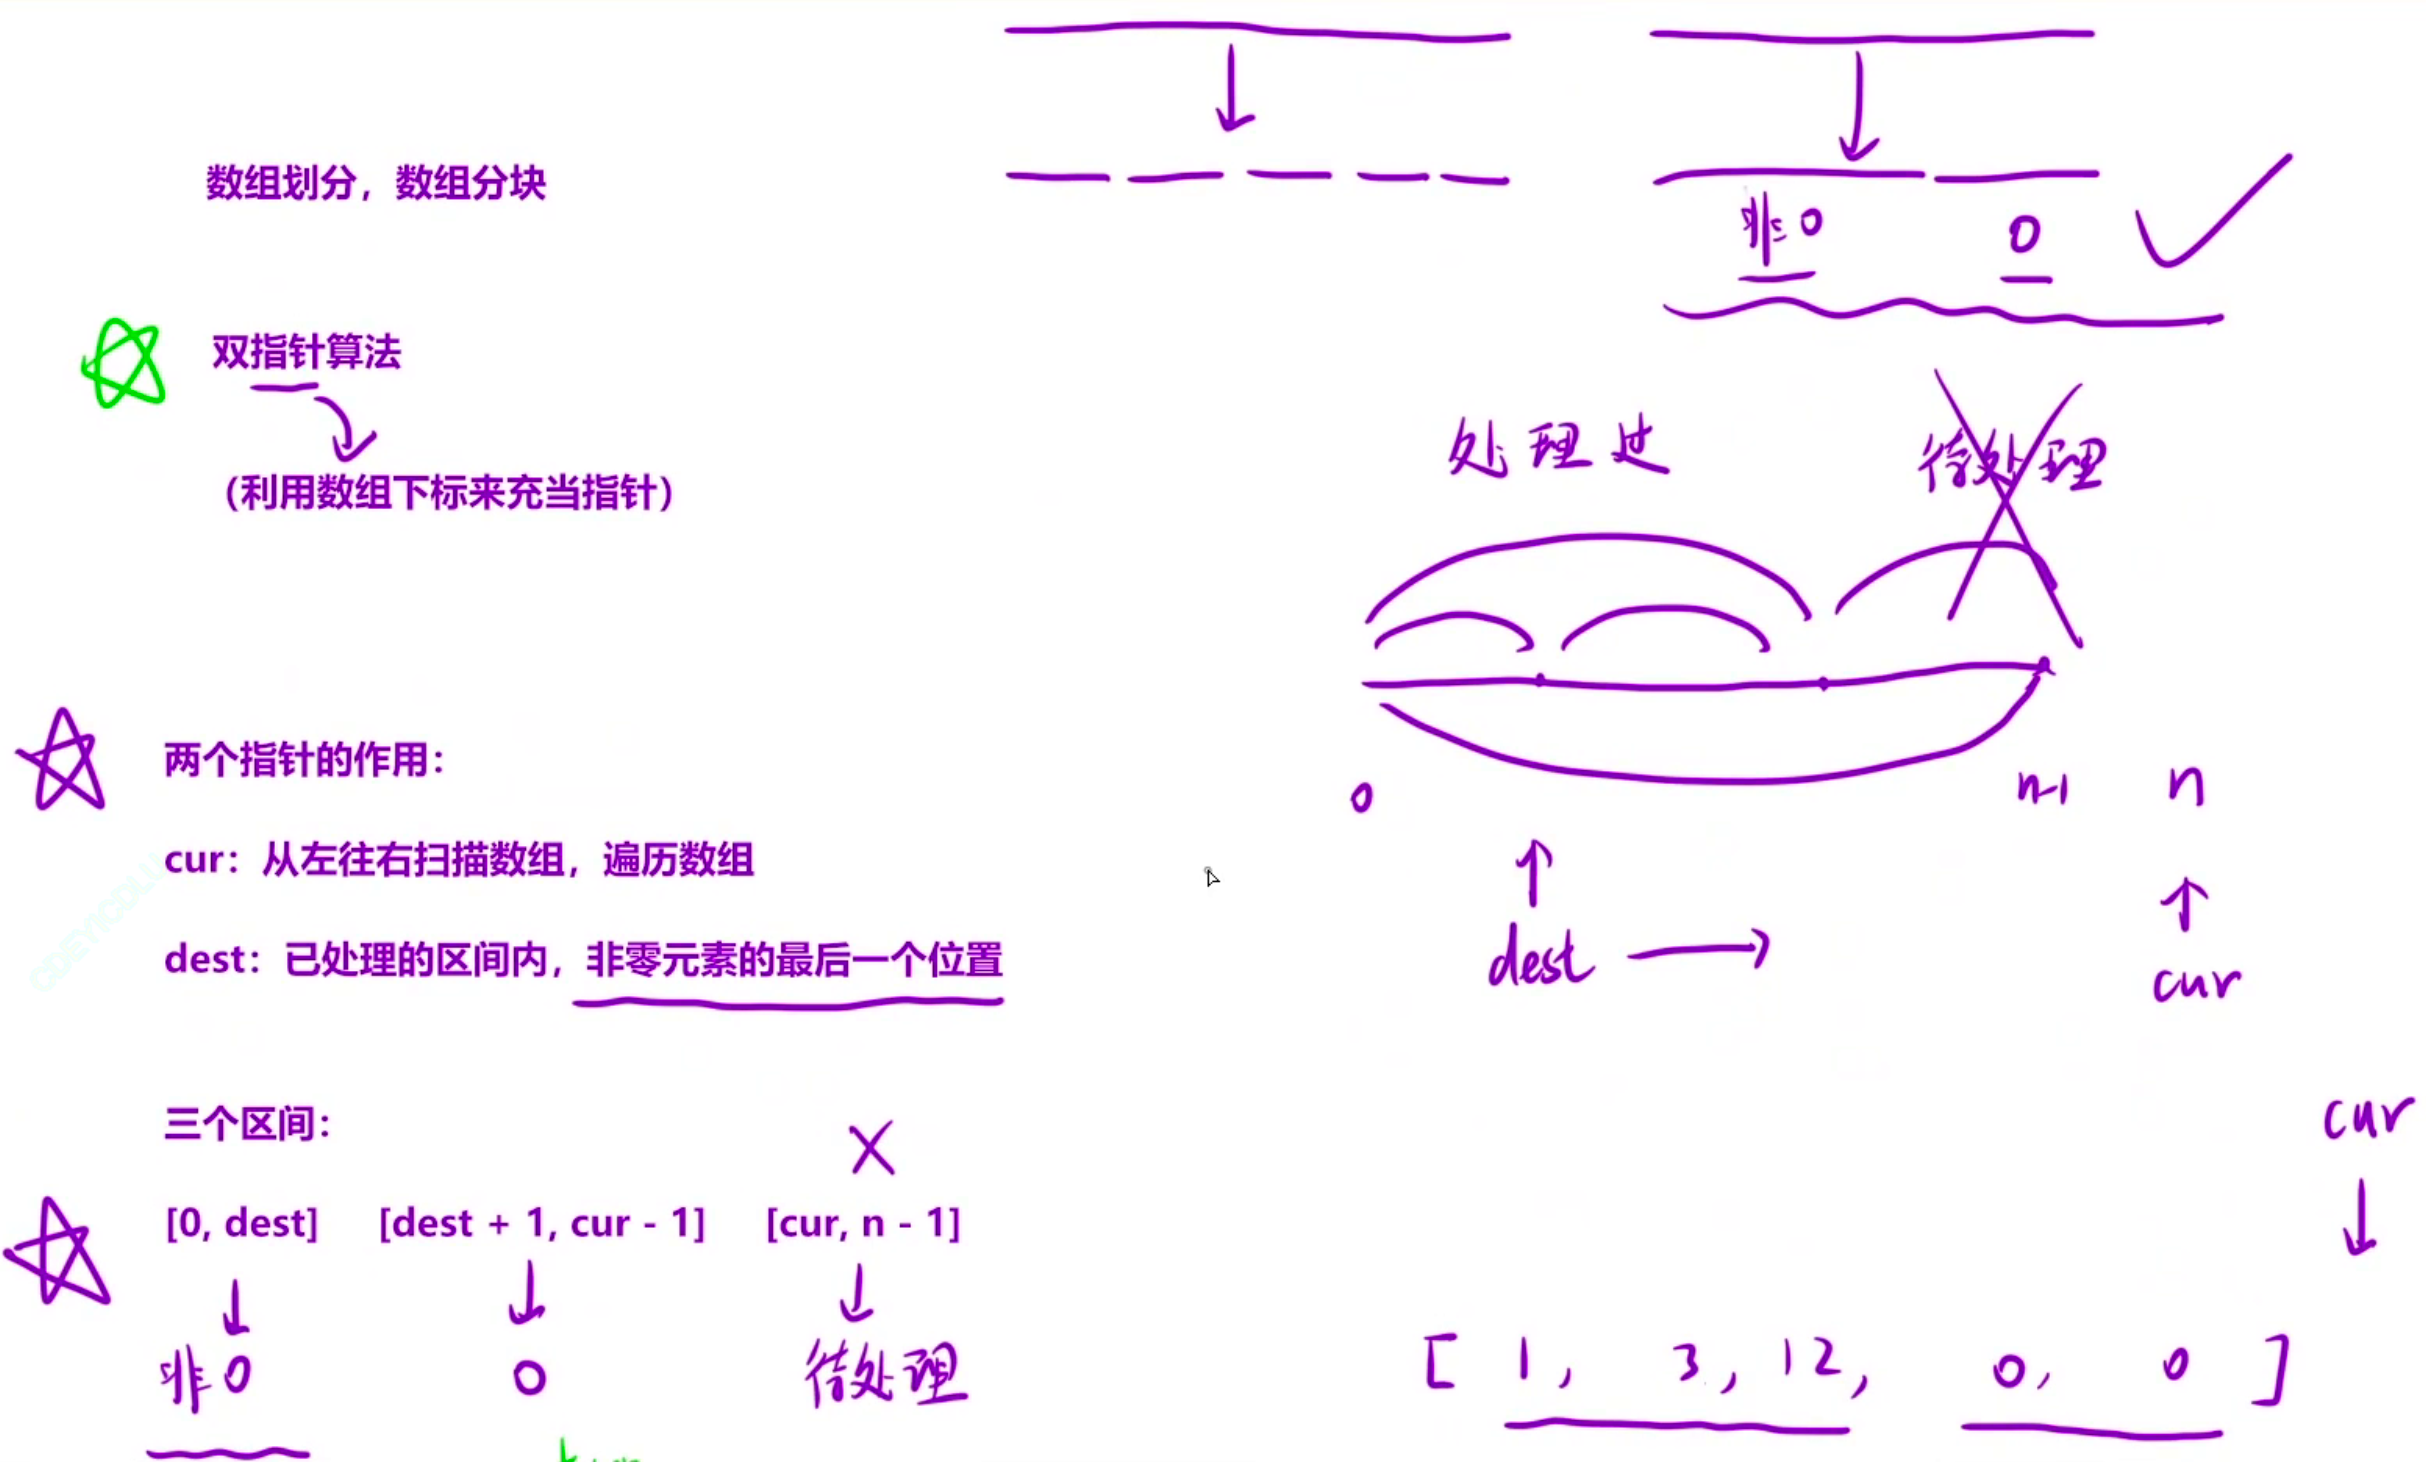 数组划分，数组分块
非0 0
双指针算法
（利用数组下标来充当指针）
处理过 待处理
两个指针的作用：
0 n-1 n
cur：从左往右扫描数组，遍历数组
dest：已处理的区间内，非零元素的最后一个位置
dest cur
三个区间：
cur
[0, dest] [dest + 1, cur - 1] [cur, n - 1]
非0 0 待处理
[ 1, 3, 12, 0, 0 ]